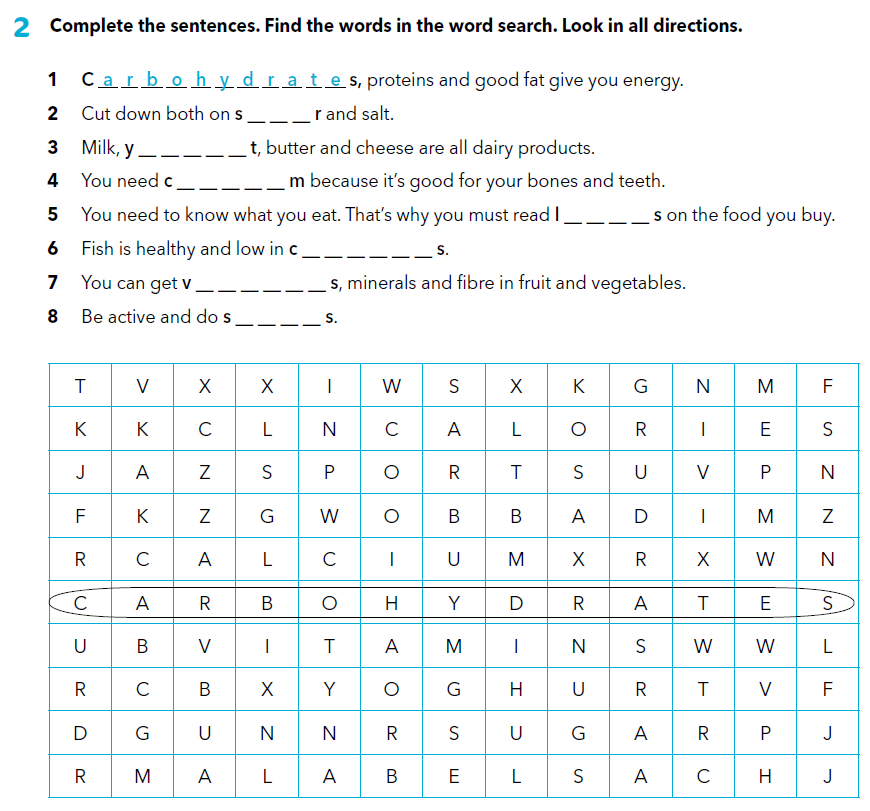 2 Complete the sentences. Find the words in the word search. Look in all directions.
1 C a r b o h y d r a t e s, proteins and good fat give you energy.
2 Cut down both on s _ _ _ r and salt.
3 Milk, y _ _ _ _ _ t, butter and cheese are all dairy products.
4 You need c _ _ _ _ _ m because it's good for your bones and teeth.
5 You need to know what you eat. That's why you must read l _ _ _ _ s on the food you buy.
6 Fish is healthy and low in c _ _ _ _ _ _ s.
7 You can get v _ _ _ _ _ _ s, minerals and fibre in fruit and vegetables.
8 Be active and do s _ _ _ _ s.
T V X X I W S X K G N M F
K K C L N C A L O R I E S
J A Z S P O R T S U V P N
F K Z G W O B B A D I M Z
R C A L C I U M X R X W N
C A R B O H Y D R A T E S
U B V I T A M I N S W W L
R C B X Y O G H U R T V F
D G U N N R S U G A R P J
R M A L A B E L S A C H J